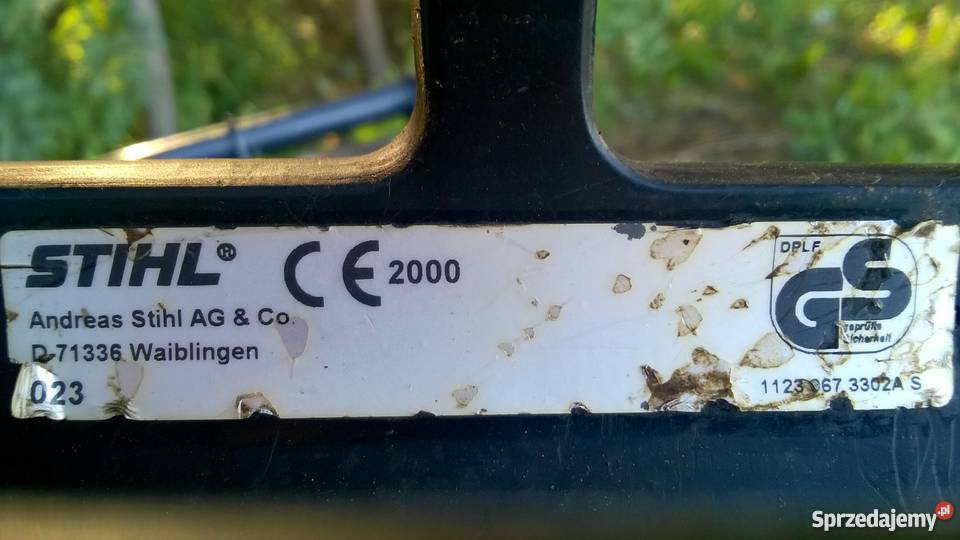 STIHL® CE 2000
Andreas Stihl AG & Co.
D-71336 Waiblingen
023
DPLF
GS
geprüfte
Sicherheit
1123 967 3302A S
Sprzedajemy.pl